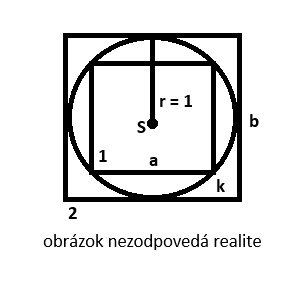 r = 1
S
b
1
a
k
2
obrázok nezodpovedá realite